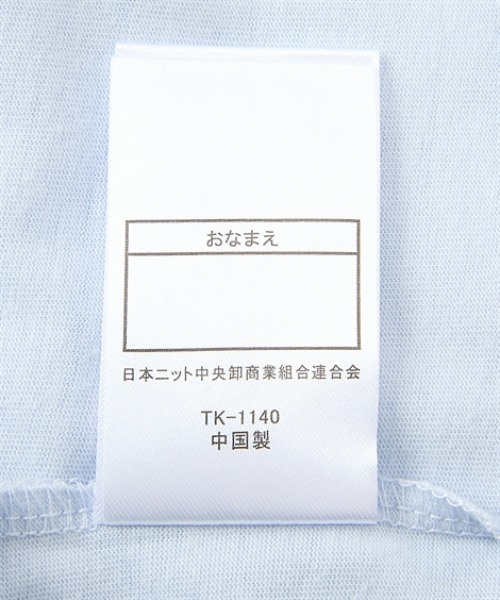 おなまえ
日本ニット中央卸商業組合連合会
TK-1140
中国製